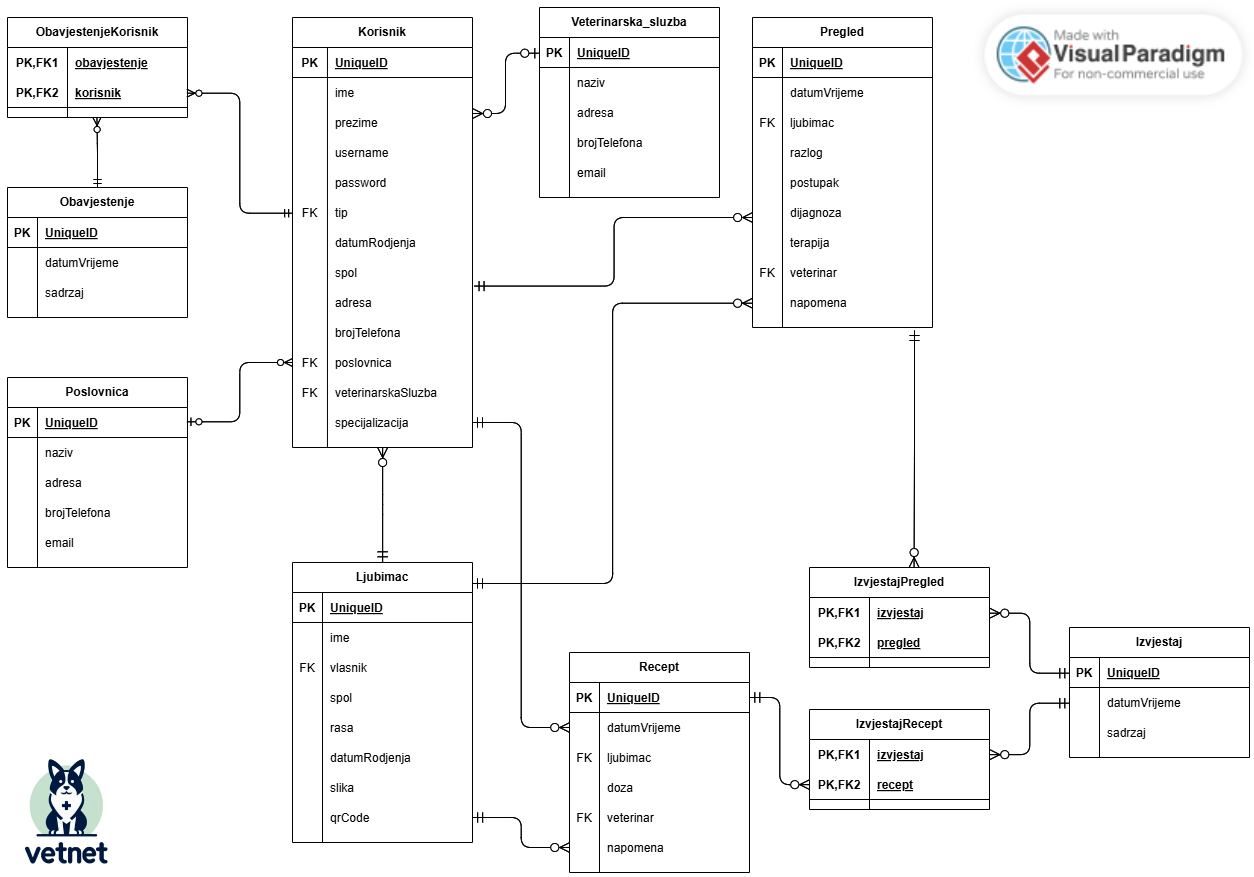 ObavjestenjeKorisnik
PK,FK1 obavjestenje
PK,FK2 korisnik
Obavjestenje
PK UniqueID
datumVrijeme
sadrzaj
Poslovnica
PK UniqueID
naziv
adresa
brojTelefona
email
Korisnik
PK UniqueID
ime
prezime
username
password
FK tip
datumRodjenja
spol
adresa
brojTelefona
FK poslovnica
FK veterinarskaSluzba
specijalizacija
Veterinarska_sluzba
PK UniqueID
naziv
adresa
brojTelefona
email
Pregled
PK UniqueID
datumVrijeme
FK ljubimac
razlog
postupak
dijagnoza
terapija
FK veterinar
napomena
Made with
Visual Paradigm
For non-commercial use
Ljubimac
PK UniqueID
ime
FK vlasnik
spol
rasa
datumRodjenja
slika
qrCode
Recept
PK UniqueID
datumVrijeme
FK ljubimac
doza
FK veterinar
napomena
IzvjestajPregled
PK,FK1 izvjestaj
PK,FK2 pregled
IzvjestajRecept
PK,FK1 izvjestaj
PK,FK2 recept
Izvjestaj
PK UniqueID
datumVrijeme
sadrzaj
vetnet